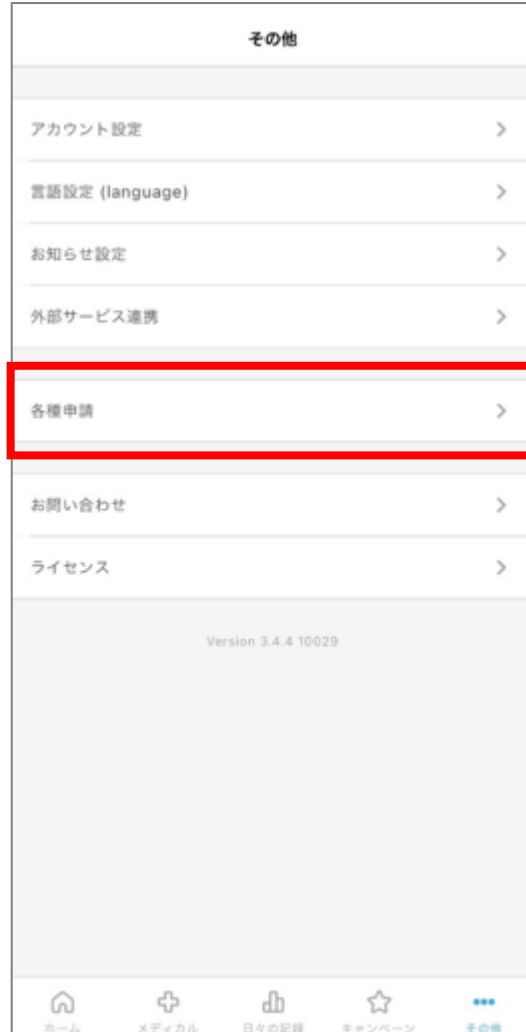 その他
アカウント設定
言語設定 (language)
お知らせ設定
外部サービス連携
各種申請
お問い合わせ
ライセンス
Version 3.4.4 10029
ホーム メディカル 日々の記録 キャンペーン その他